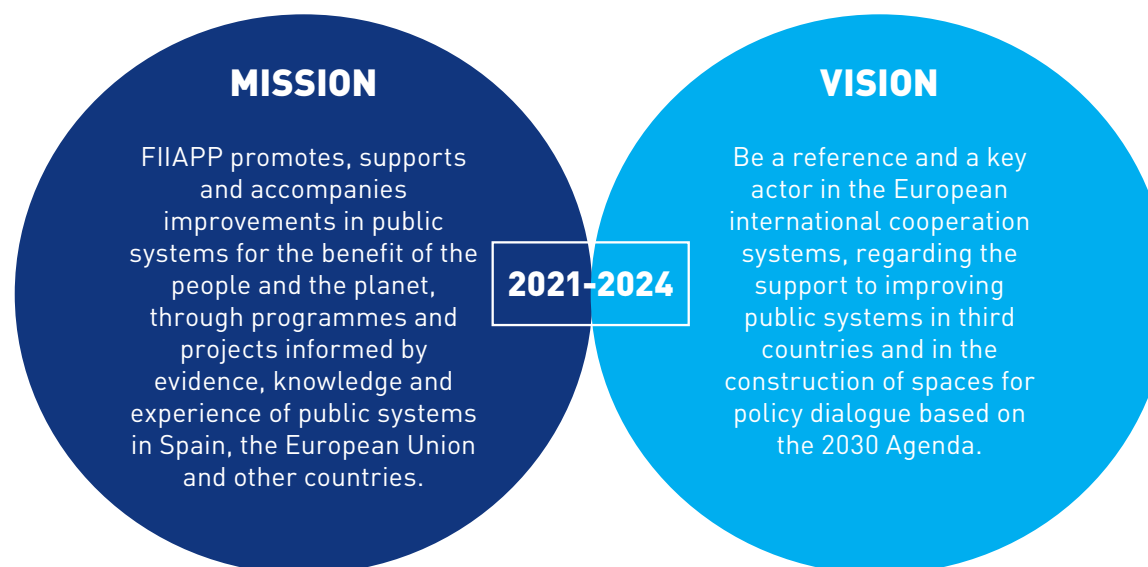 MISSION
FIIAPP promotes, supports
and accompanies
improvements in public
systems for the benefit of the
people and the planet,
through programmes and
projects informed by
evidence, knowledge and
experience of public systems
in Spain, the European Union
and other countries.
2021-2024
VISION
Be a reference and a key
actor in the European
international cooperation
systems, regarding the
support to improving
public systems in third
countries and in the
construction of spaces for
policy dialogue based on
the 2030 Agenda.